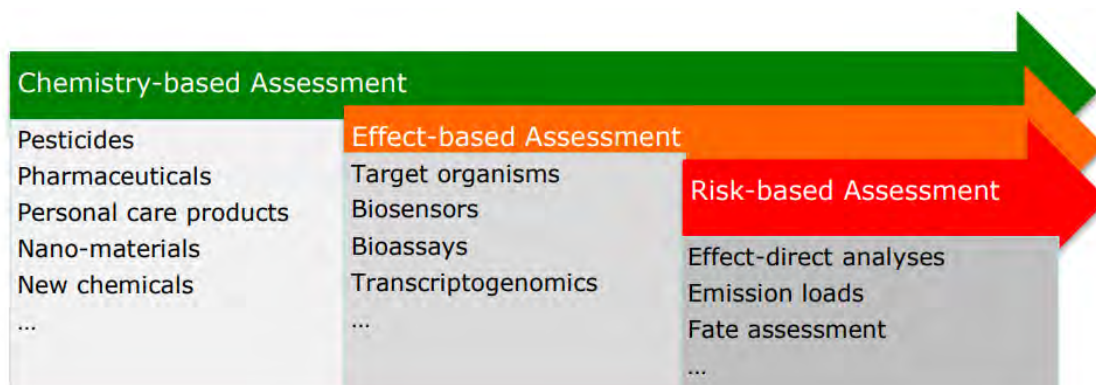 Chemistry-based Assessment
Pesticides
Pharmaceuticals
Personal care products
Nano-materials
New chemicals
...
Effect-based Assessment
Target organisms
Biosensors
Bioassays
Transcriptogenomics
...
Risk-based Assessment
Effect-direct analyses
Emission loads
Fate assessment
...